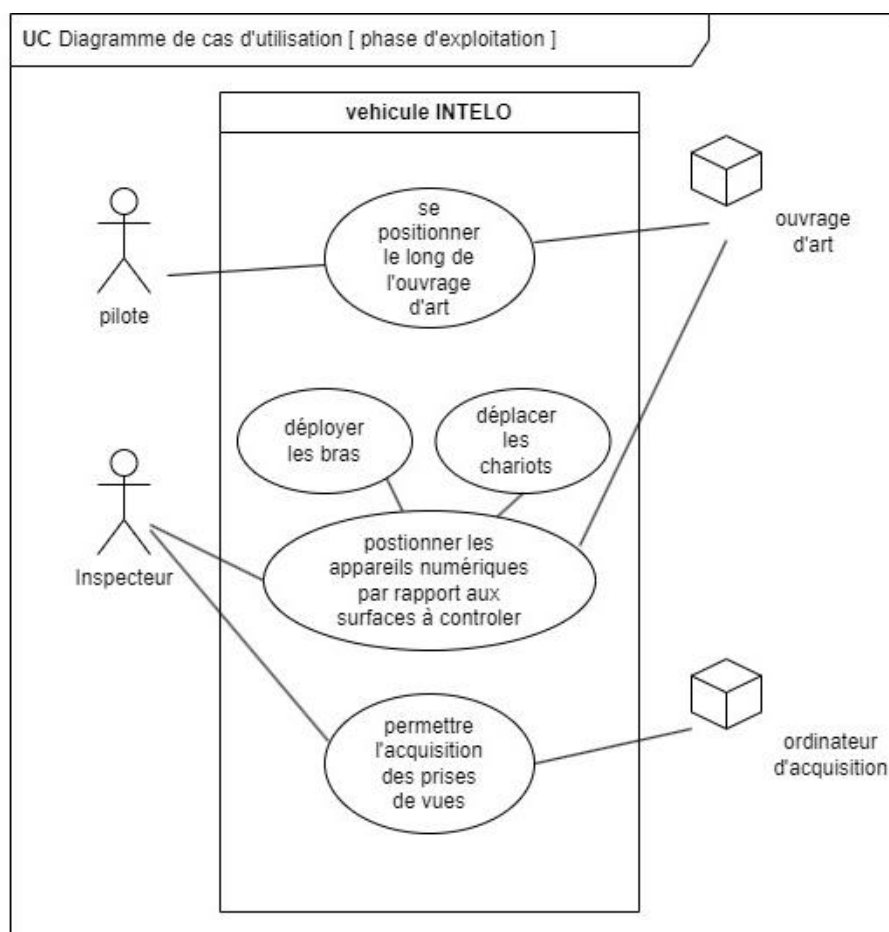 UC Diagramme de cas d'utilisation [ phase d'exploitation ]
vehicule INTELO
se
positionner
le long de
l'ouvrage
d'art
ouvrage
d'art
pilote
déployer
les bras
déplacer
les
chariots
postionner les
appareils numériques
par rapport aux
surfaces à controler
Inspecteur
permettre
l'acquisition
des prises
de vues
ordinateur
d'acquisition